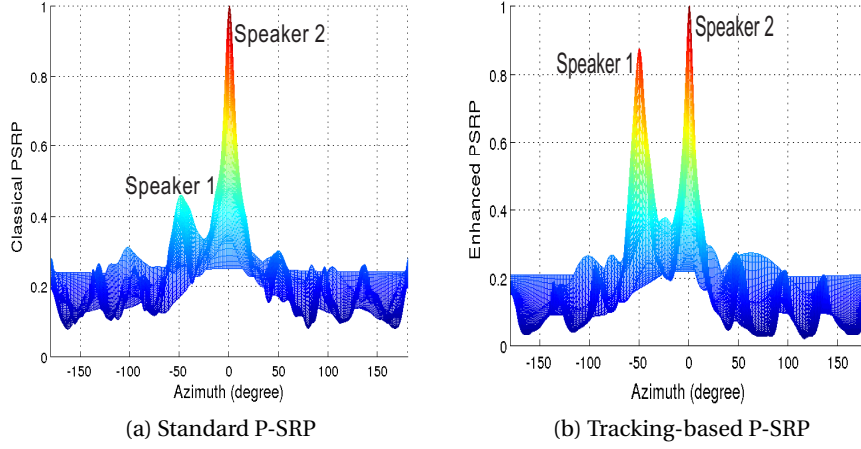 Classical PSRP
1
0.8
0.6
0.4
0.2
0
Speaker 2
Speaker 1
-150 -100 -50 0 50 100 150
Azimuth (degree)
(a) Standard P-SRP
Enhanced PSRP
1
0.8
0.6
0.4
0.2
0
Speaker 2
Speaker 1
-150 -100 -50 0 50 100 150
Azimuth (degree)
(b) Tracking-based P-SRP